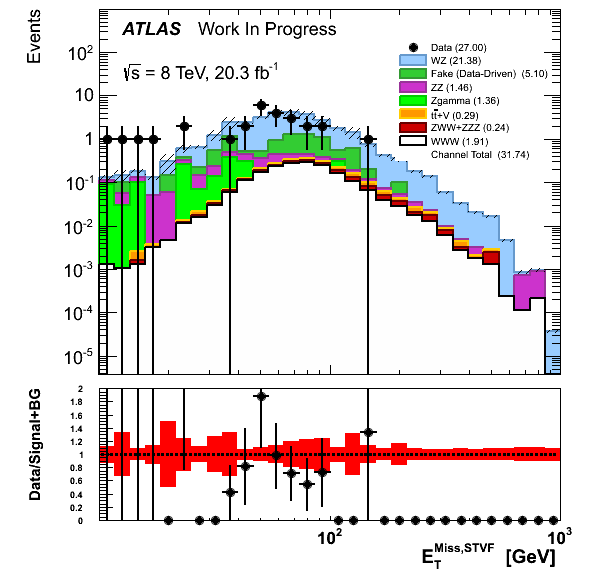 Events
ATLAS Work In Progress
√s = 8 TeV, 20.3 fb⁻¹
Data (27.00)
WZ (21.38)
Fake (Data-Driven) (5.10)
ZZ (1.46)
Zgamma (1.36)
tt̄+V (0.29)
ZWW+ZZZ (0.24)
WWW (1.91)
Channel Total (31.74)
10²
10
1
10⁻¹
10⁻²
10⁻³
10⁻⁴
10⁻⁵
Data/Signal+BG
2
1.8
1.6
1.4
1.2
1
0.8
0.6
0.4
0.2
0
10² 10³
E_T^Miss,STVF [GeV]